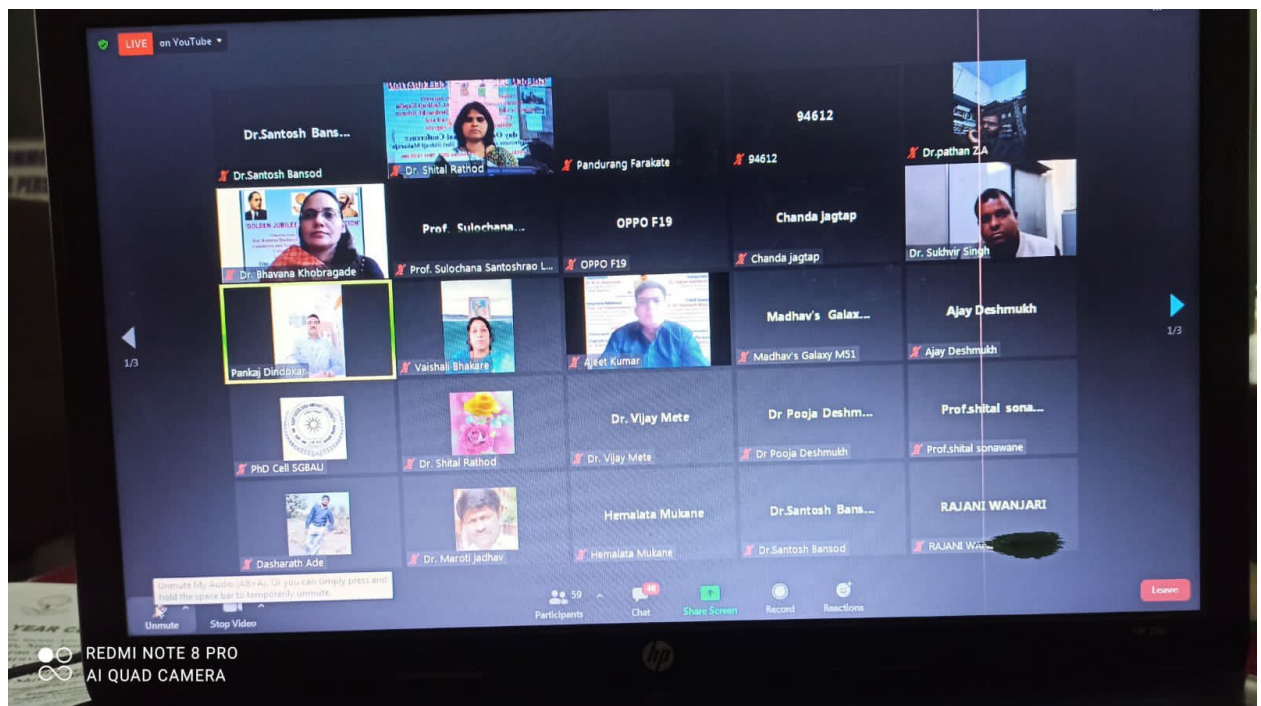 LIVE on YouTube
Dr.Santosh Bans...
Dr.Santosh Bansod
Dr. Shital Rathod
Pandurang Farakate
94612
94612
Dr.pathan Z.A
Dr. Bhavana Khobragade
Prof. Sulochana...
Prof. Sulochana Santoshrao L...
OPPO F19
OPPO F19
Chanda jagtap
Chanda jagtap
Dr. Sukhvir Singh
Pankaj Dindokar
Vaishali Bhakare
Ajeet Kumar
Madhav's Galax...
Madhav's Galaxy M51
Ajay Deshmukh
Ajay Deshmukh
1/3
1/3
PhD Cell SGBAU
Dr. Shital Rathod
Dr. Vijay Mete
Dr. Vijay Mete
Dr Pooja Deshm...
Dr Pooja Deshmukh
Prof.shital sona...
Prof.shital sonawane
Dasharath Ade
Dr. Maroti Jadhav
Hemalata Mukane
Hemalata Mukane
Dr.Santosh Bans...
Dr.Santosh Bansod
RAJANI WANJARI
RAJANI
Unmute My Audio (Alt+A). Or you can simply press and
hold the space bar to temporarily unmute.
Unmute
Stop Video
59
Participants
48
Chat
Share Screen
Record
Reactions
Leave
hp
YEAR
REDMI NOTE 8 PRO
AI QUAD CAMERA